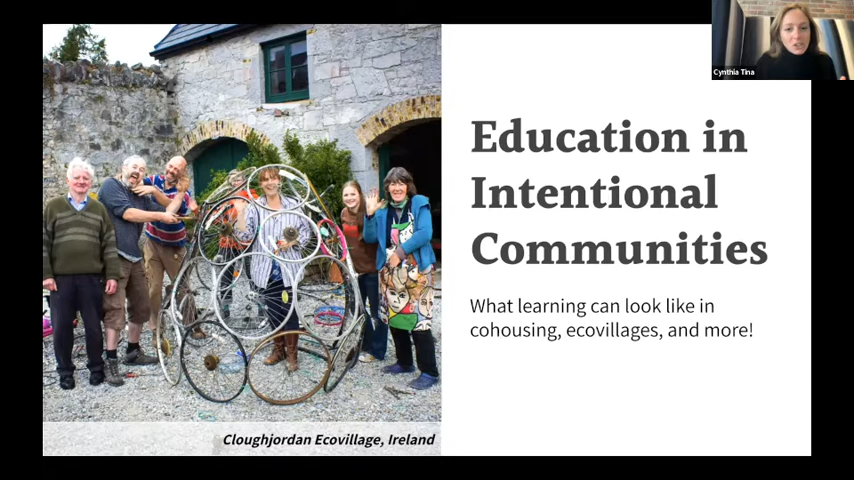 Cynthia Tina
Education in
Intentional
Communities
What learning can look like in
cohousing, ecovillages, and more!
Cloughjordan Ecovillage, Ireland